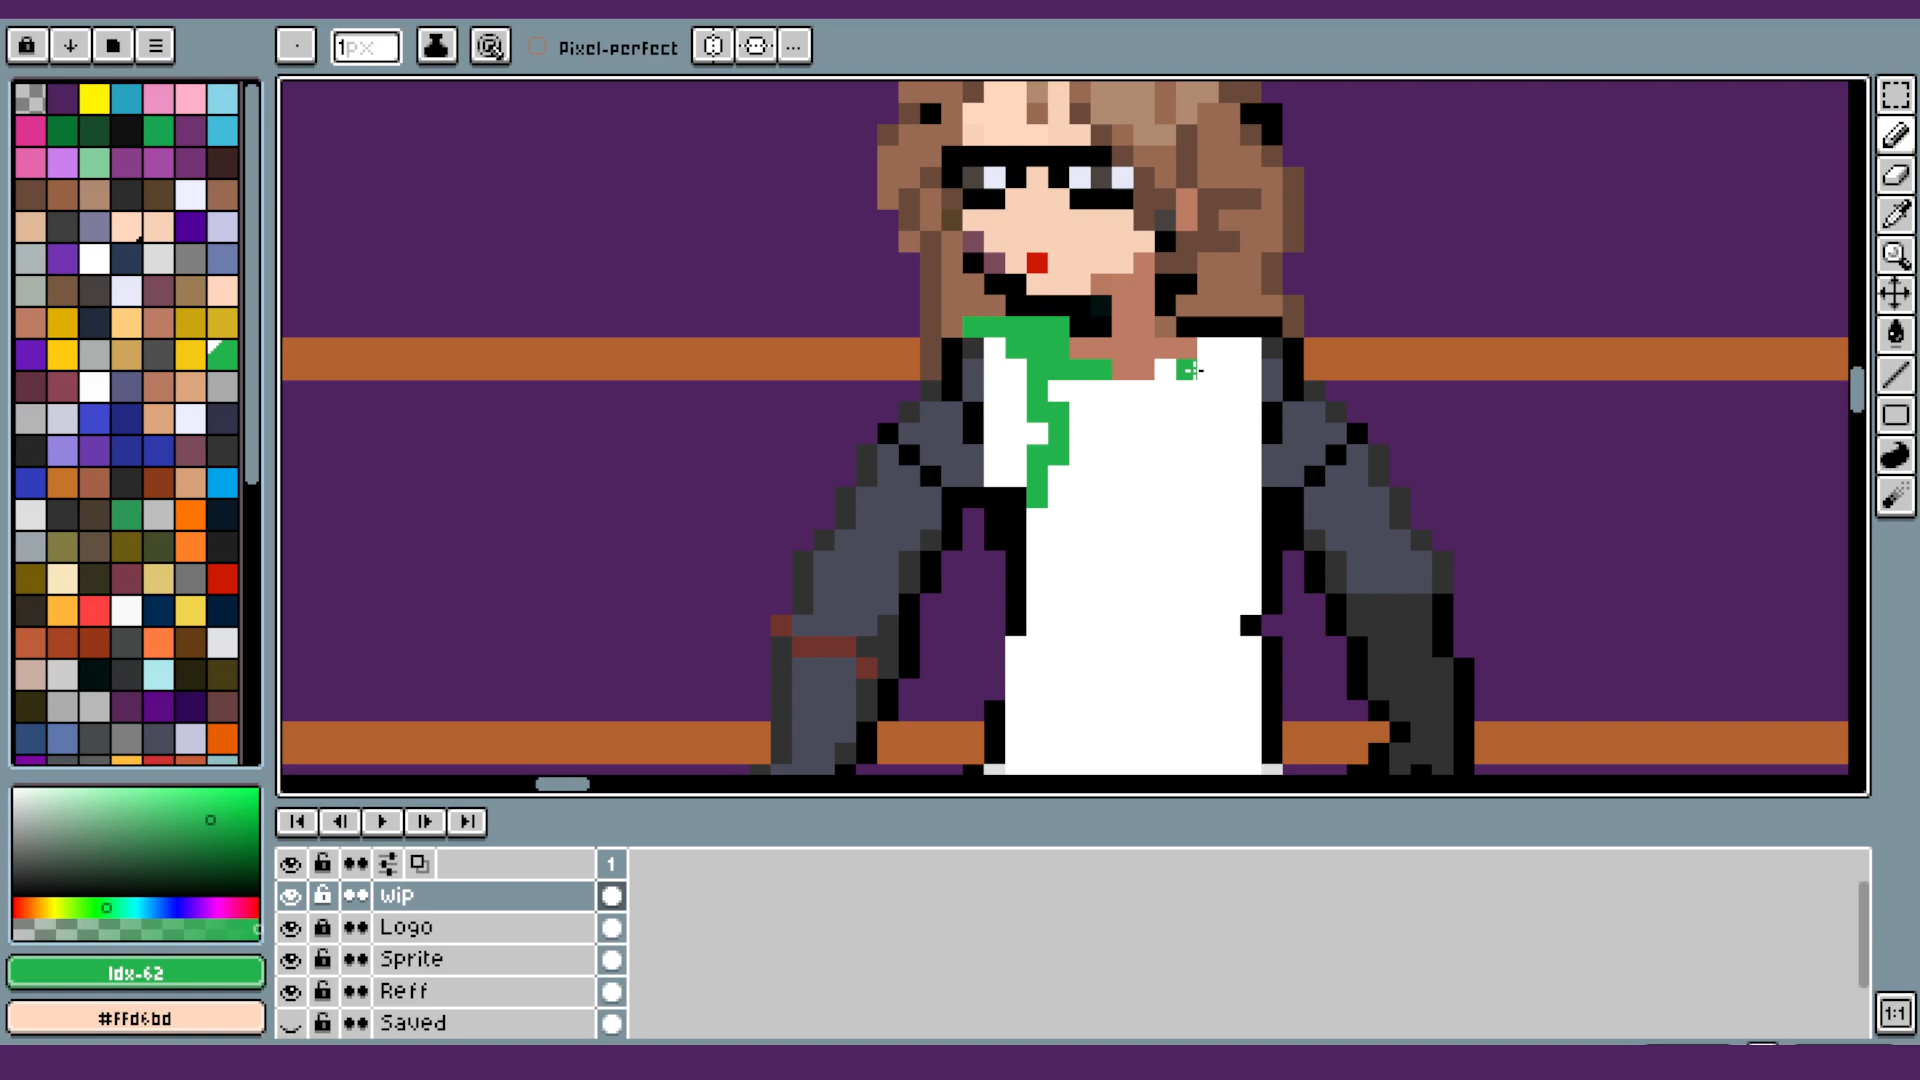 1px
Pixel-perfect
1
wip
Logo
Sprite
Reff
Saved
Idx-62
#ffd6bd
1:1